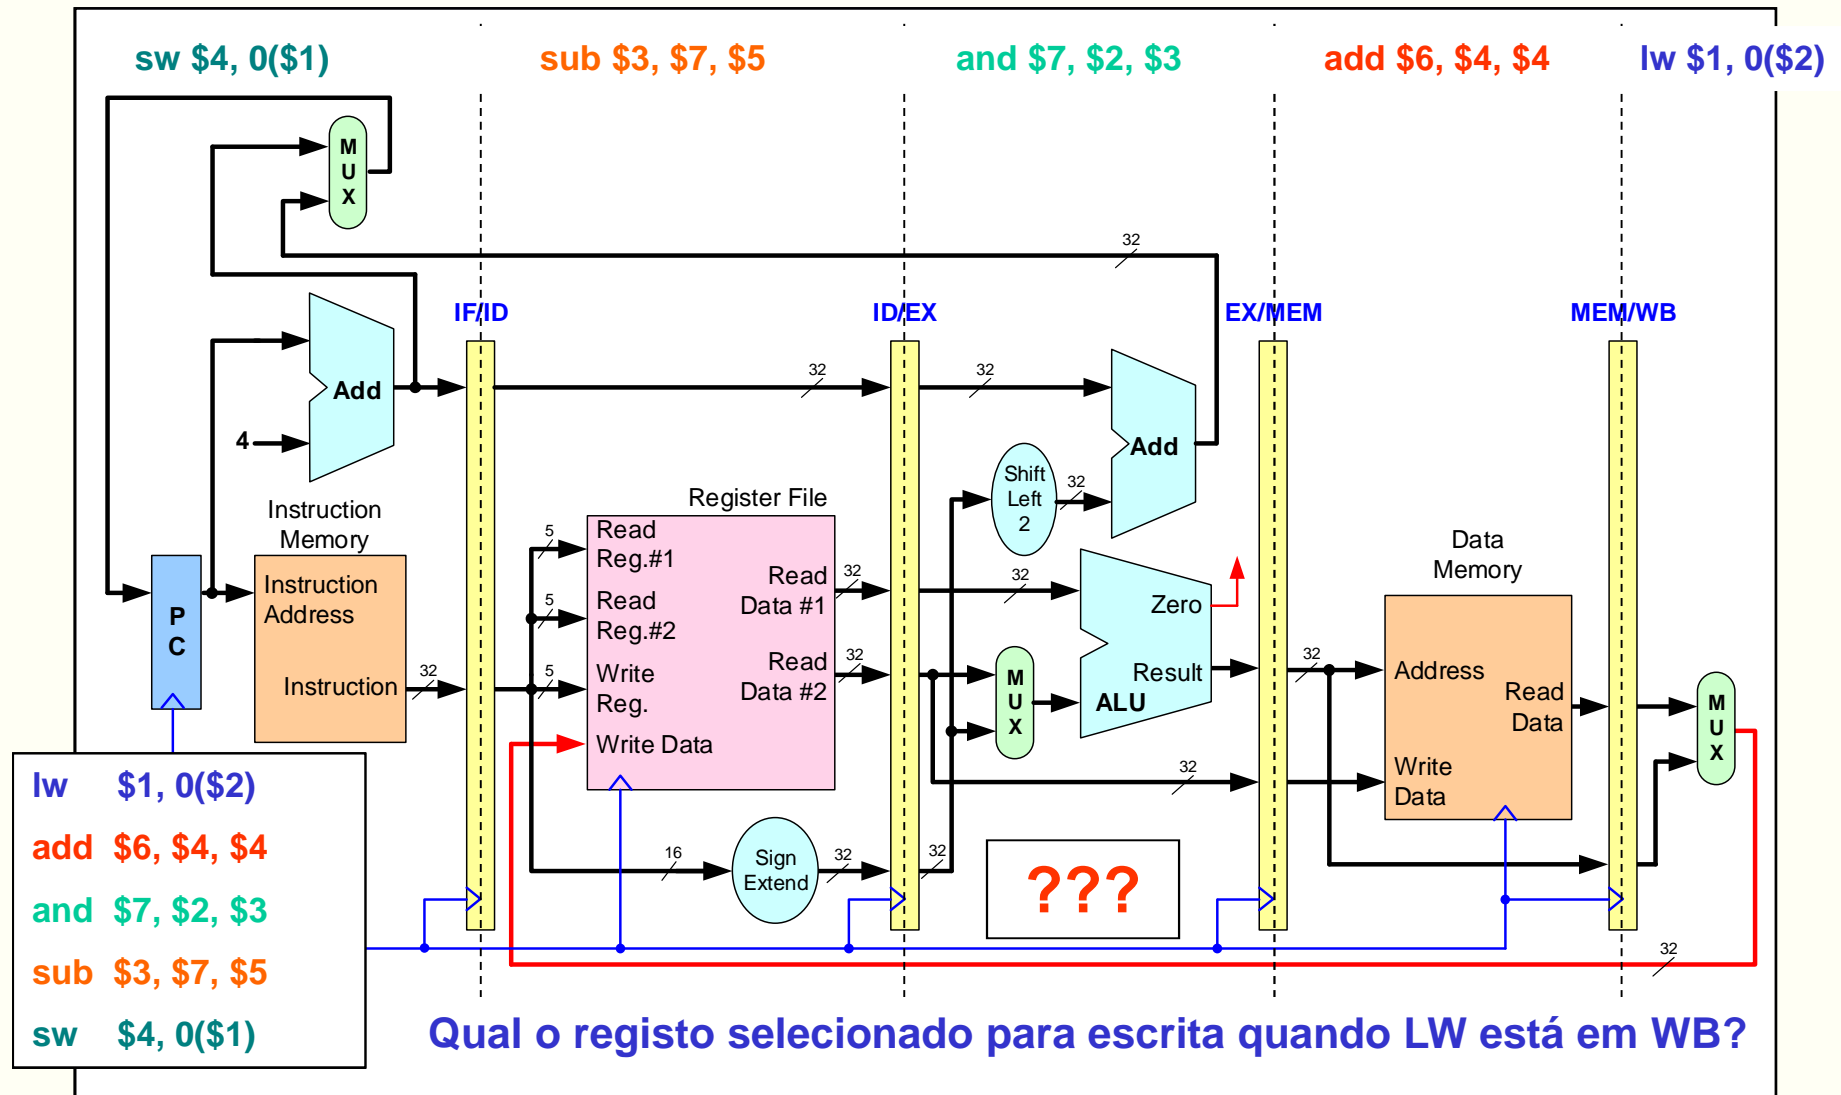 sw $4, 0($1)
sub $3, $7, $5
and $7, $2, $3
add $6, $4, $4
lw $1, 0($2)
M
U
X
32
IF/ID
ID/EX
EX/MEM
MEM/WB
Add
4
32
32
Add
Shift
Left
2
32
Instruction
Memory
Register File
Data
Memory
P
C
Instruction
Address
Instruction
32
5
Read
Reg.#1
5
Read
Reg.#2
5
Write
Reg.
Write Data
Read
Data #1
32
Read
Data #2
32
32
M
U
X
Zero
Result
ALU
32
Address
Read
Data
Write
Data
M
U
X
32
16
Sign
Extend
32
32
???
32
lw $1, 0($2)
add $6, $4, $4
and $7, $2, $3
sub $3, $7, $5
sw $4, 0($1)
Qual o registo selecionado para escrita quando LW está em WB?